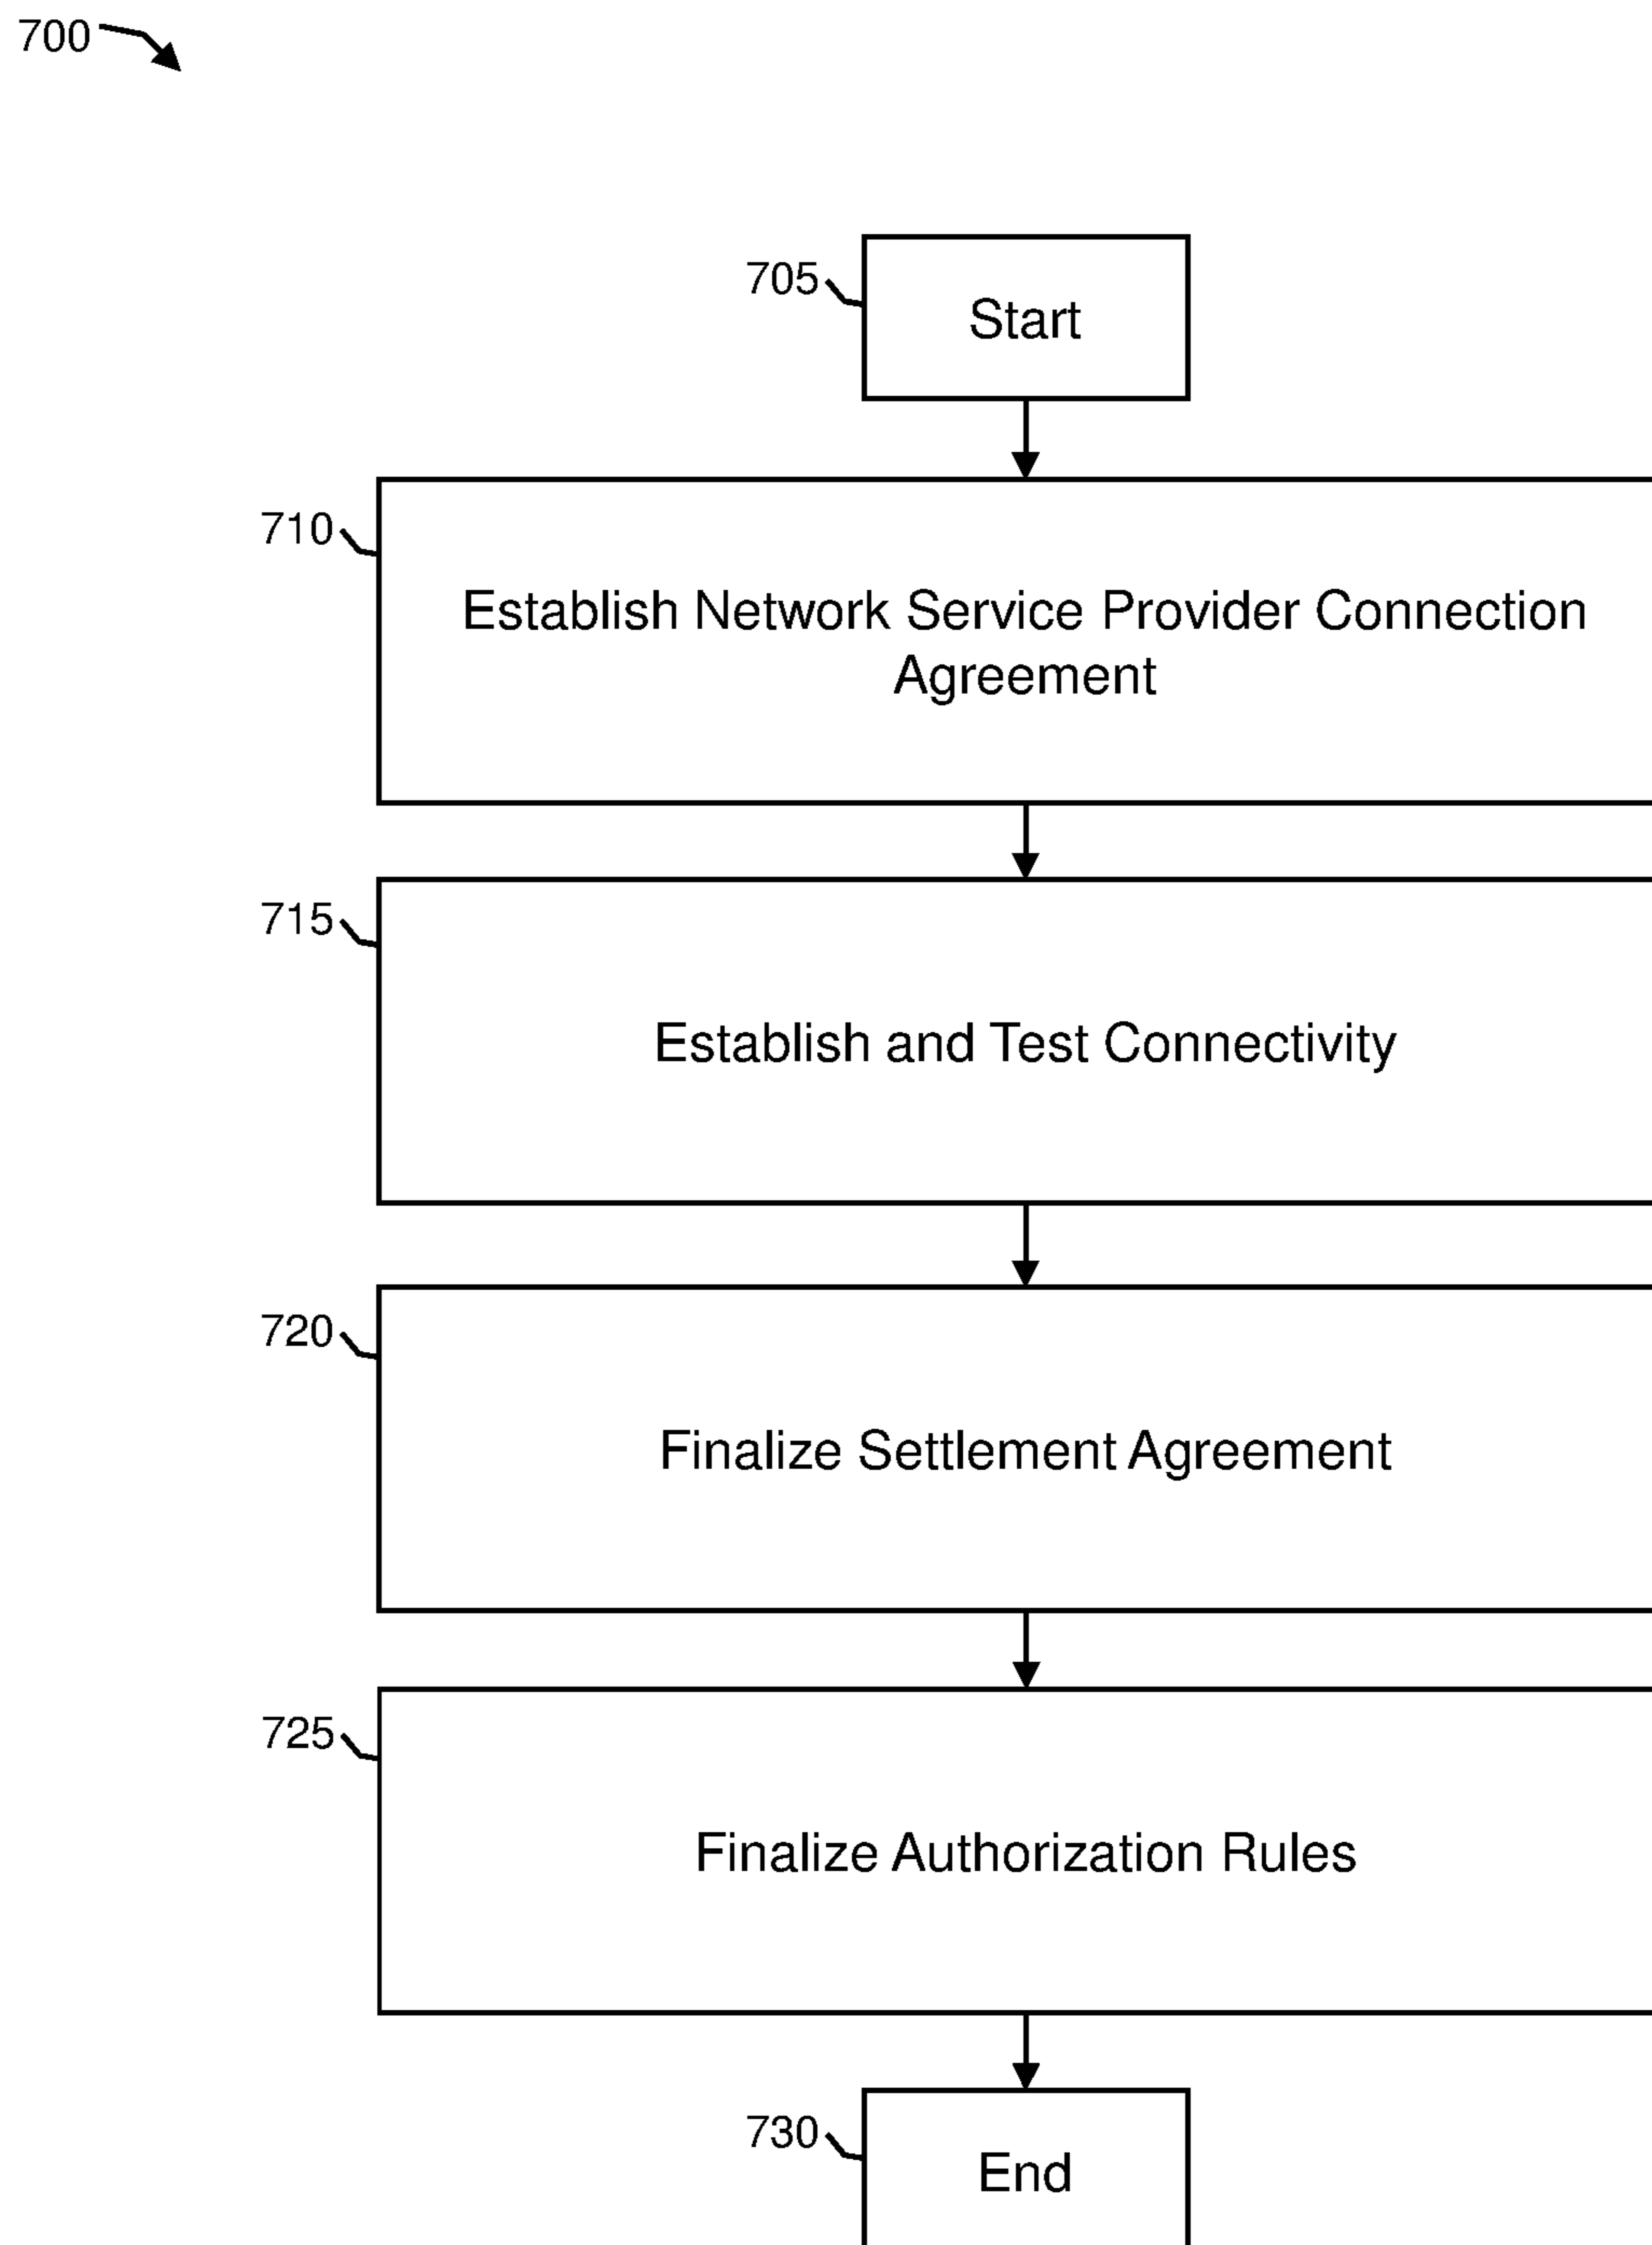 700
705
Start
710
Establish Network Service Provider Connection
Agreement
715
Establish and Test Connectivity
720
Finalize Settlement Agreement
725
Finalize Authorization Rules
730
End